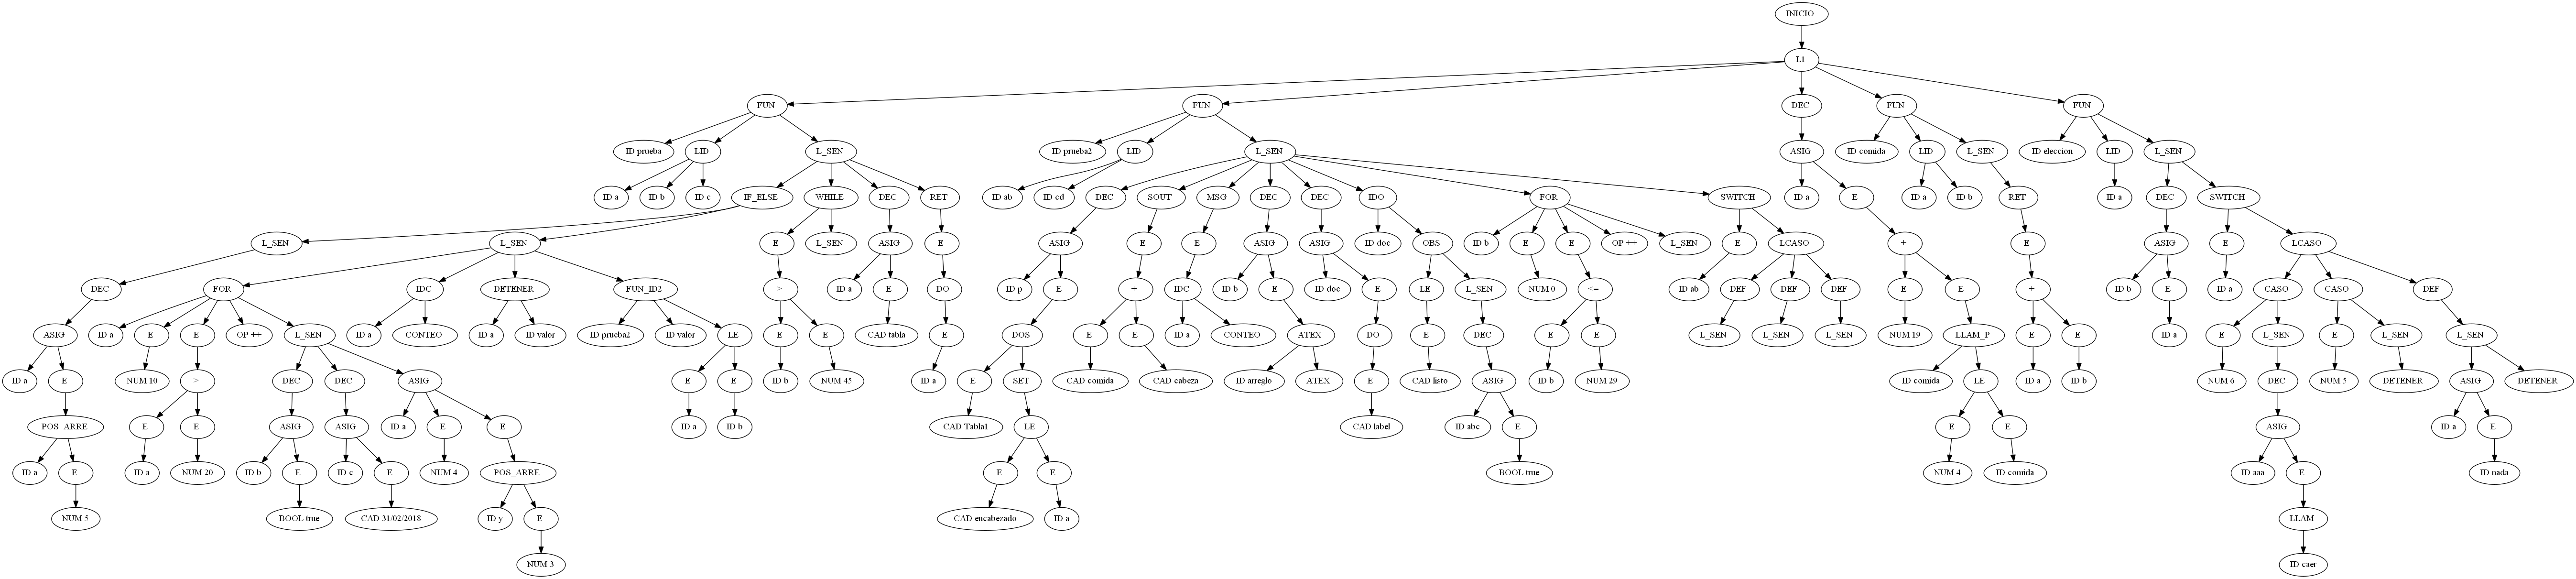 INICIO
L1
FUN FUN DEC FUN FUN
ID prueba LID L_SEN ID prueba2 LID L_SEN ASIG ID comida LID L_SEN ID eleccion LID L_SEN
ID a ID b ID c IF_ELSE WHILE DEC RET ID ab ID cd DEC SOUT MSG DEC DEC IDO FOR SWITCH ID a E ID a ID b RET ID a DEC SWITCH
L_SEN L_SEN E L_SEN ASIG E ASIG E E ASIG ASIG ID doc OBS ID b E E OP ++ L_SEN E LCASO + E ASIG E LCASO
DEC FOR IDC DETENER FUN_ID2 > ID a E DO ID p E + IDC ID b E ID doc E LE L_SEN NUM 0 <= ID ab DEF DEF DEF E E + ID b E ID a CASO CASO DEF
ASIG ID a E E OP ++ L_SEN ID a CONTEO ID a ID valor ID prueba2 ID valor LE E E CAD tabla E DOS E E ID a CONTEO ATEX DO E DEC E E L_SEN L_SEN L_SEN NUM 19 LLAM_P E E ID a E L_SEN E L_SEN L_SEN
ID a E NUM 10 > DEC DEC ASIG E E ID b NUM 45 ID a E SET CAD comida CAD cabeza ID arreglo ATEX E CAD listo ASIG ID b NUM 29 ID comida LE ID a ID b NUM 6 DEC NUM 5 DETENER ASIG DETENER
POS_ARRE E E ASIG ASIG ID a E E ID a ID b CAD Tabla1 LE CAD label ID abc E E E ASIG ID a E
ID a E ID a NUM 20 ID b E ID c E NUM 4 POS_ARRE E E BOOL true NUM 4 ID comida ID aaa E ID nada
NUM 5 BOOL true CAD 31/02/2018 ID y E CAD encabezado ID a LLAM
NUM 3 ID caer